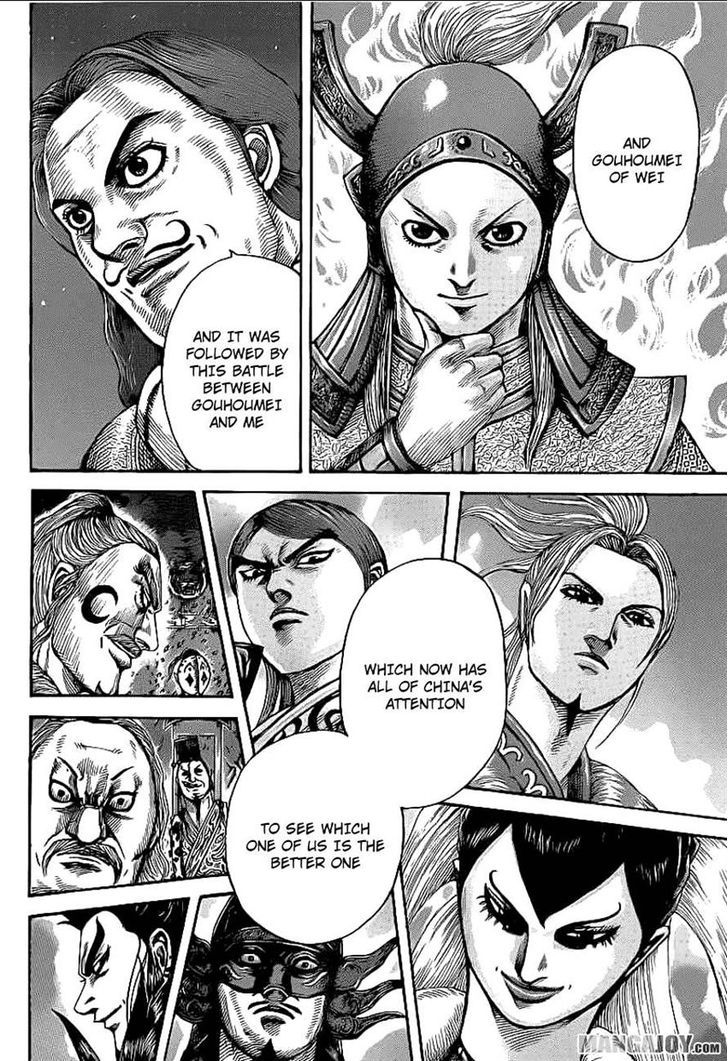 AND
GOUHOUMEI
OF WEI
AND IT WAS
FOLLOWED BY
THIS BATTLE
BETWEEN
GOUHOUMEI
AND ME
WHICH NOW HAS
ALL OF CHINA'S
ATTENTION
TO SEE WHICH
ONE OF US IS THE
BETTER ONE
MANGAJOY.COM